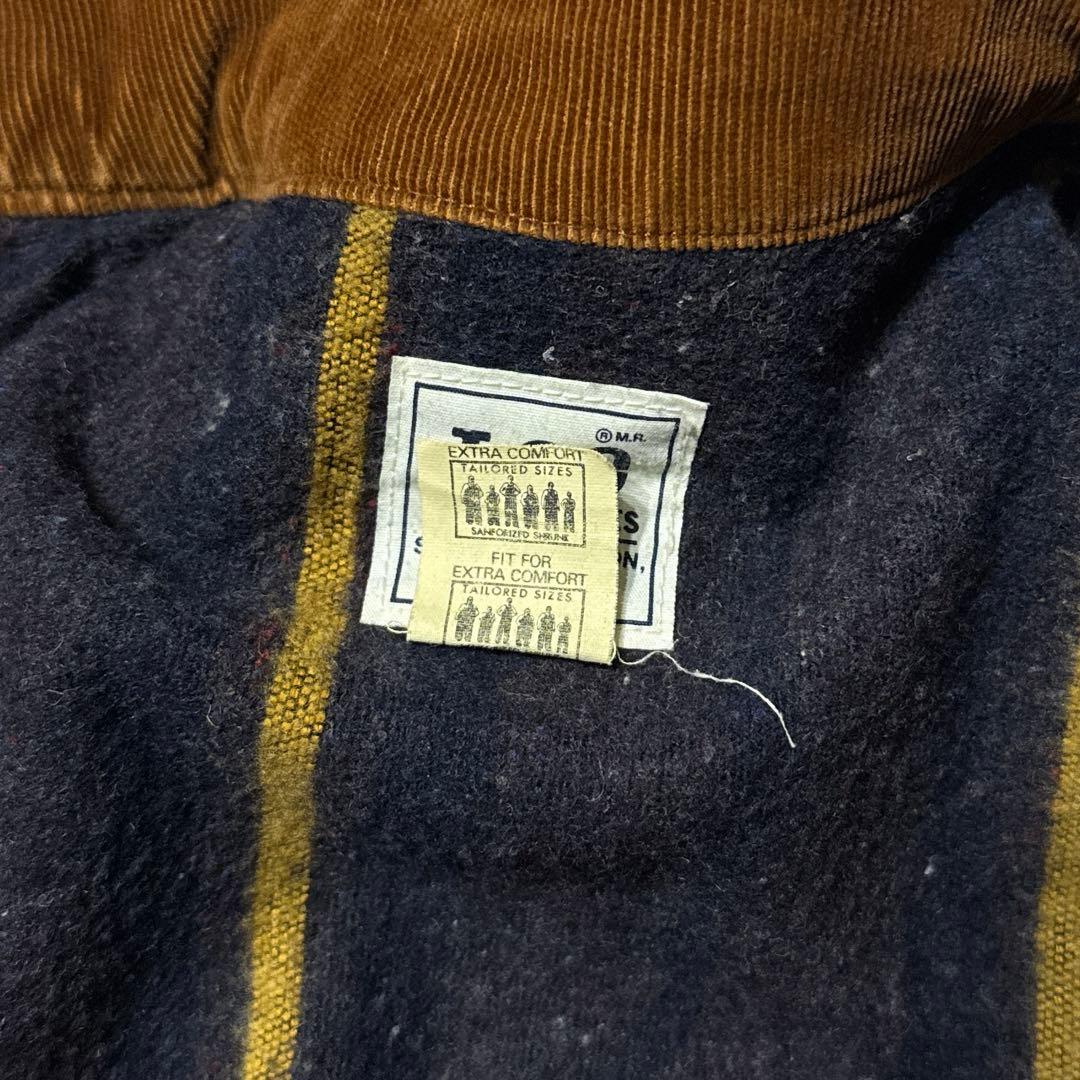 ® M.R.
EXTRA COMFORT
TAILORED SIZES
SANFORIZED SHRUNK
FIT FOR
EXTRA COMFORT
TAILORED SIZES